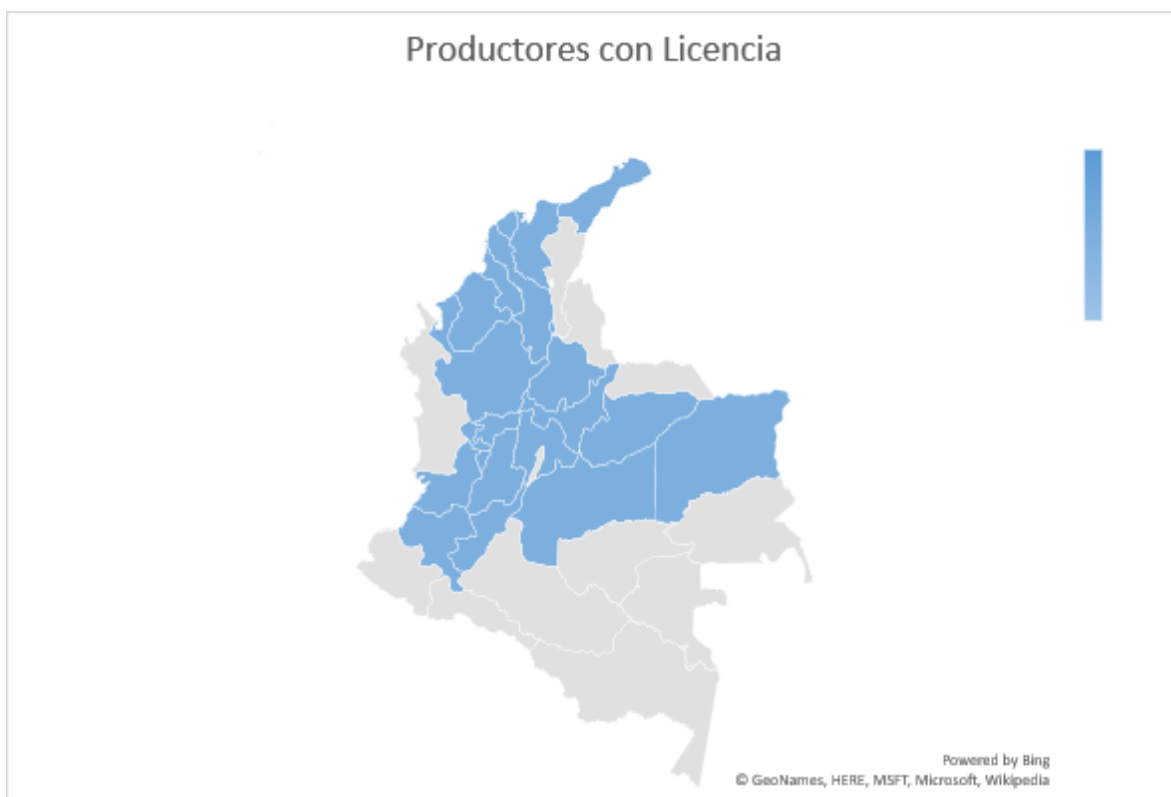 Productores con Licencia
Powered by Bing
© GeoNames, HERE, MSFT, Microsoft, Wikipedia